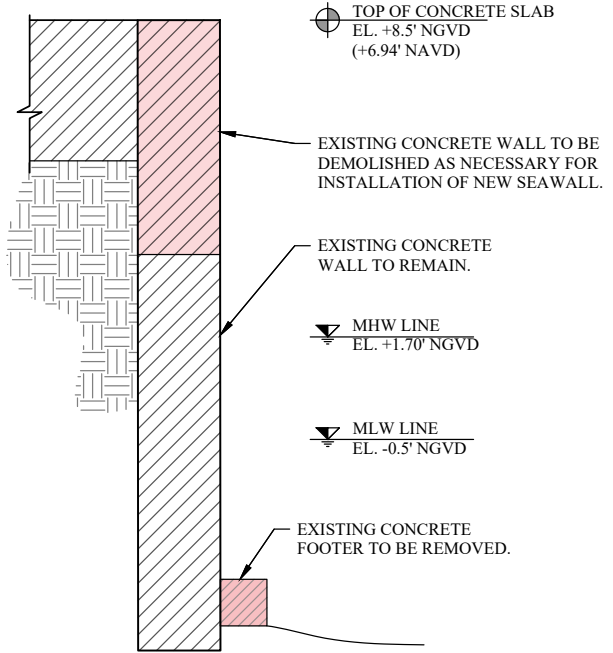 TOP OF CONCRETE SLAB
EL. +8.5' NGVD
(+6.94' NAVD)
EXISTING CONCRETE WALL TO BE
DEMOLISHED AS NECESSARY FOR
INSTALLATION OF NEW SEAWALL.
EXISTING CONCRETE
WALL TO REMAIN.
MHW LINE
EL. +1.70' NGVD
MLW LINE
EL. -0.5' NGVD
EXISTING CONCRETE
FOOTER TO BE REMOVED.